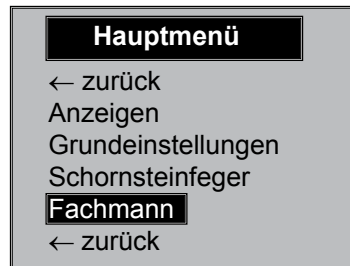 Hauptmenü
← zurück
Anzeigen
Grundeinstellungen
Schornsteinfeger
Fachmann
← zurück